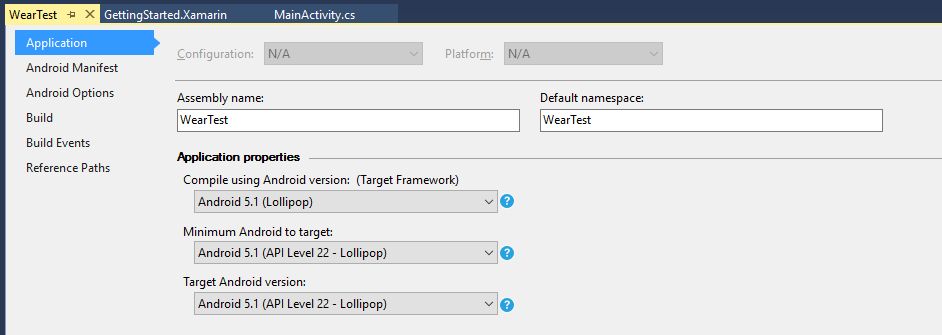 WearTest GettingStarted.Xamarin MainActivity.cs
Application
Android Manifest
Android Options
Build
Build Events
Reference Paths
Configuration: N/A Platform: N/A
Assembly name: Default namespace:
WearTest WearTest
Application properties
Compile using Android version: (Target Framework)
Android 5.1 (Lollipop)
Minimum Android to target:
Android 5.1 (API Level 22 - Lollipop)
Target Android version:
Android 5.1 (API Level 22 - Lollipop)